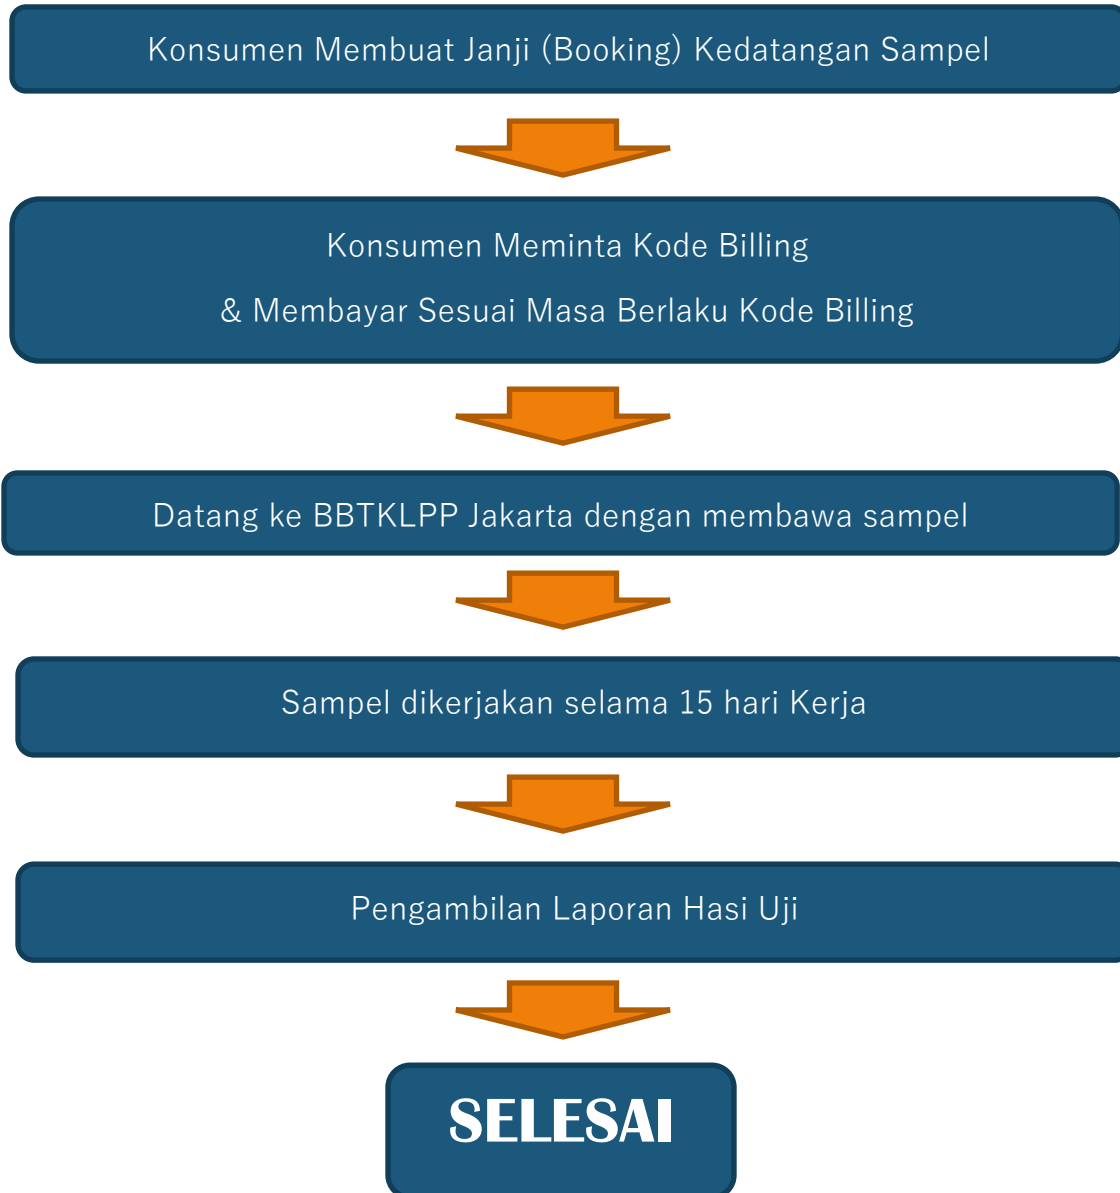 Konsumen Membuat Janji (Booking) Kedatangan Sampel
Konsumen Meminta Kode Billing
& Membayar Sesuai Masa Berlaku Kode Billing
Datang ke BBTKLPP Jakarta dengan membawa sampel
Sampel dikerjakan selama 15 hari Kerja
Pengambilan Laporan Hasi Uji
SELESAI